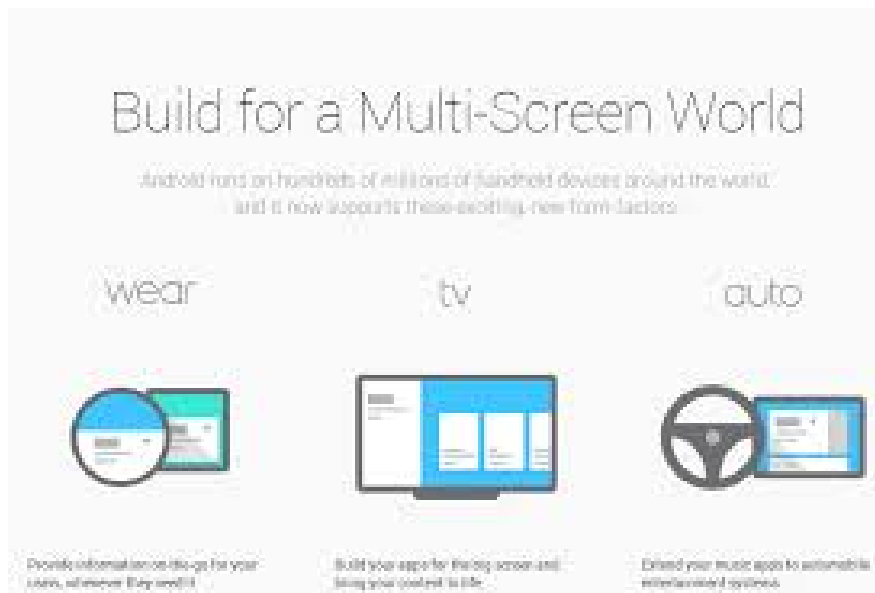 Build for a Multi-Screen World
Android runs on hundreds of millions of handheld devices around the world,
and it now supports these exciting, new form-factors.
wear
tv
auto
Provide information on-the-go for your
users, whenever they need it.
Build your apps for the big screen and
bring your content to life.
Extend your music apps to automobile
entertainment systems.